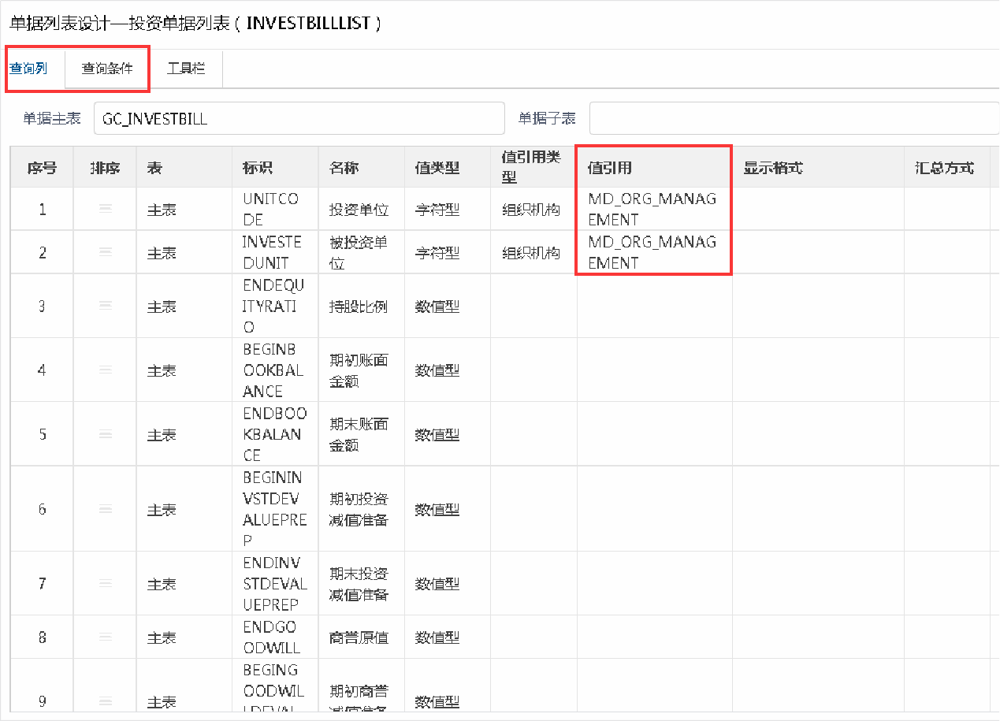 单据列表设计—投资单据列表 ( INVESTBILLLIST )
查询列 查询条件 工具栏
单据主表 GC_INVESTBILL 单据子表
序号 排序 表 标识 名称 值类型 值引用类型 值引用 显示格式 汇总方式
1 主表 UNITCODE 投资单位 字符型 组织机构 MD_ORG_MANAGEMENT
2 主表 INVESTEDUNIT 被投资单位 字符型 组织机构 MD_ORG_MANAGEMENT
3 主表 ENDEQUITYRATIO 持股比例 数值型
4 主表 BEGINBOOKBALANCE 期初账面金额 数值型
5 主表 ENDBOOKBALANCE 期末账面金额 数值型
6 主表 BEGININVSTDEVALUEPREP 期初投资减值准备 数值型
7 主表 ENDINVSTDEVALUEPREP 期末投资减值准备 数值型
8 主表 ENDGOODWILL 商誉原值 数值型
9 主表 BEGINGOODWIL 期初商誉 数值型